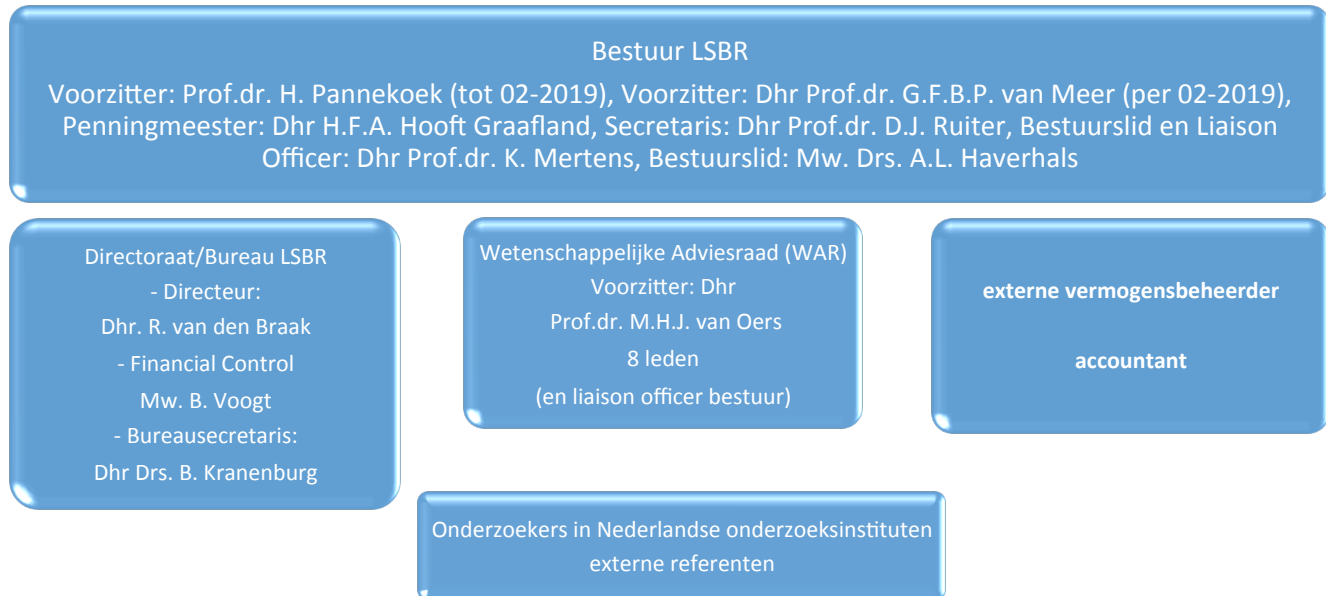 Bestuur LSBR
Voorzitter: Prof.dr. H. Pannekoek (tot 02-2019), Voorzitter: Dhr Prof.dr. G.F.B.P. van Meer (per 02-2019),
Penningmeester: Dhr H.F.A. Hooft Graafland, Secretaris: Dhr Prof.dr. D.J. Ruiter, Bestuurslid en Liaison
Officer: Dhr Prof.dr. K. Mertens, Bestuurslid: Mw. Drs. A.L. Haverhals
Directoraat/Bureau LSBR
- Directeur:
Dhr. R. van den Braak
- Financial Control
Mw. B. Voogt
- Bureausecretaris:
Dhr Drs. B. Kranenburg
Wetenschappelijke Adviesraad (WAR)
Voorzitter: Dhr
Prof.dr. M.H.J. van Oers
8 leden
(en liaison officer bestuur)
externe vermogensbeheerder
accountant
Onderzoekers in Nederlandse onderzoeksinstituten
externe referenten